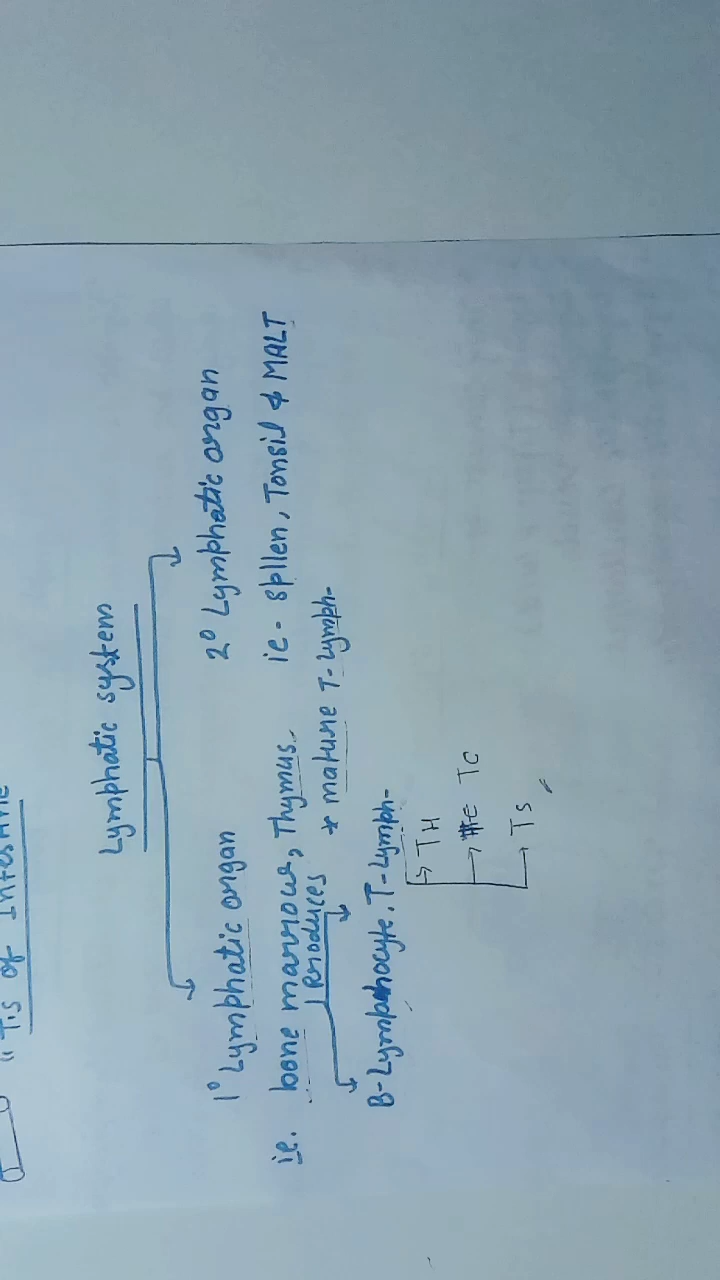 "T.s of Intestine
Lymphatic system
1° Lymphatic organ 2° Lymphatic organ
ie. bone marrow, Thymus. ie - spllen, Tonsil & MALT
produces * mature T-Lymph-
B-Lymphocyte, T-Lymph-
→ TH
→ TC
→ TS